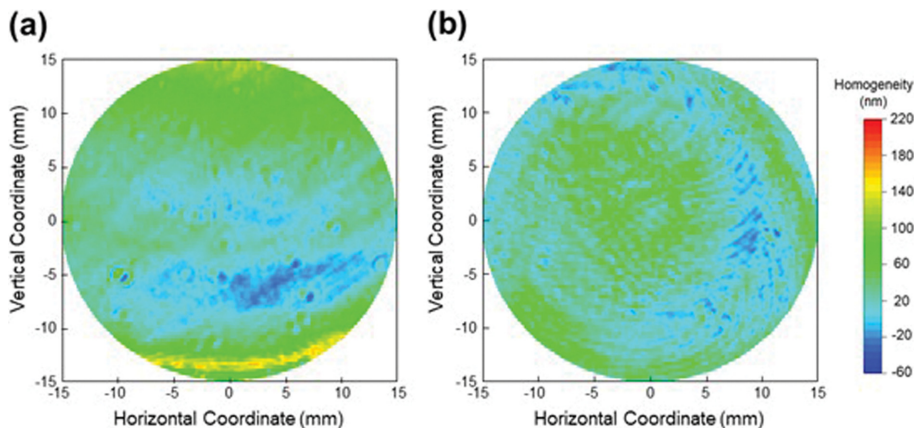 (a)
15
10
5
0
-5
-10
-15
-15 -10 -5 0 5 10 15
Vertical Coordinate (mm)
Horizontal Coordinate (mm)
(b)
15
10
5
0
-5
-10
-15
-15 -10 -5 0 5 10 15
Vertical Coordinate (mm)
Horizontal Coordinate (mm)
Homogeneity
(nm)
220
180
140
100
60
20
-20
-60